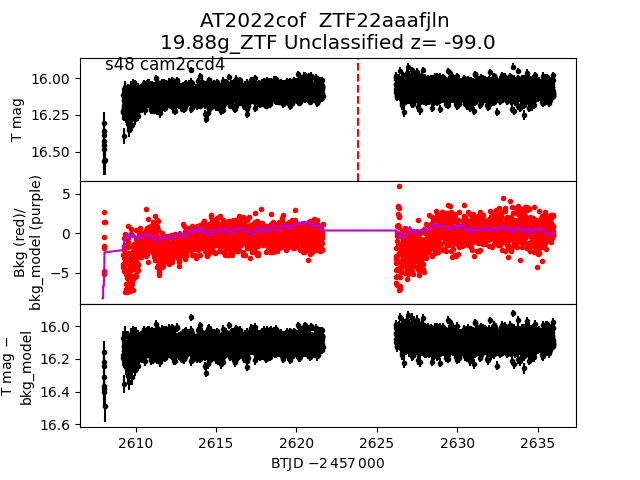 AT2022cof  ZTF22aaafjln
19.88g_ZTF Unclassified z= -99.0
s48 cam2ccd4
16.00
16.25
16.50
T mag
5
0
−5
Bkg (red)/
bkg_model (purple)
16.0
16.2
16.4
16.6
T mag −
bkg_model
2610
2615
2620
2625
2630
2635
BTJD −2 457 000